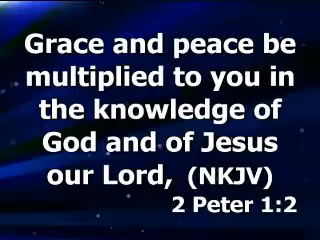 Grace and peace be
multiplied to you in
the knowledge of
God and of Jesus
our Lord, (NKJV)
2 Peter 1:2